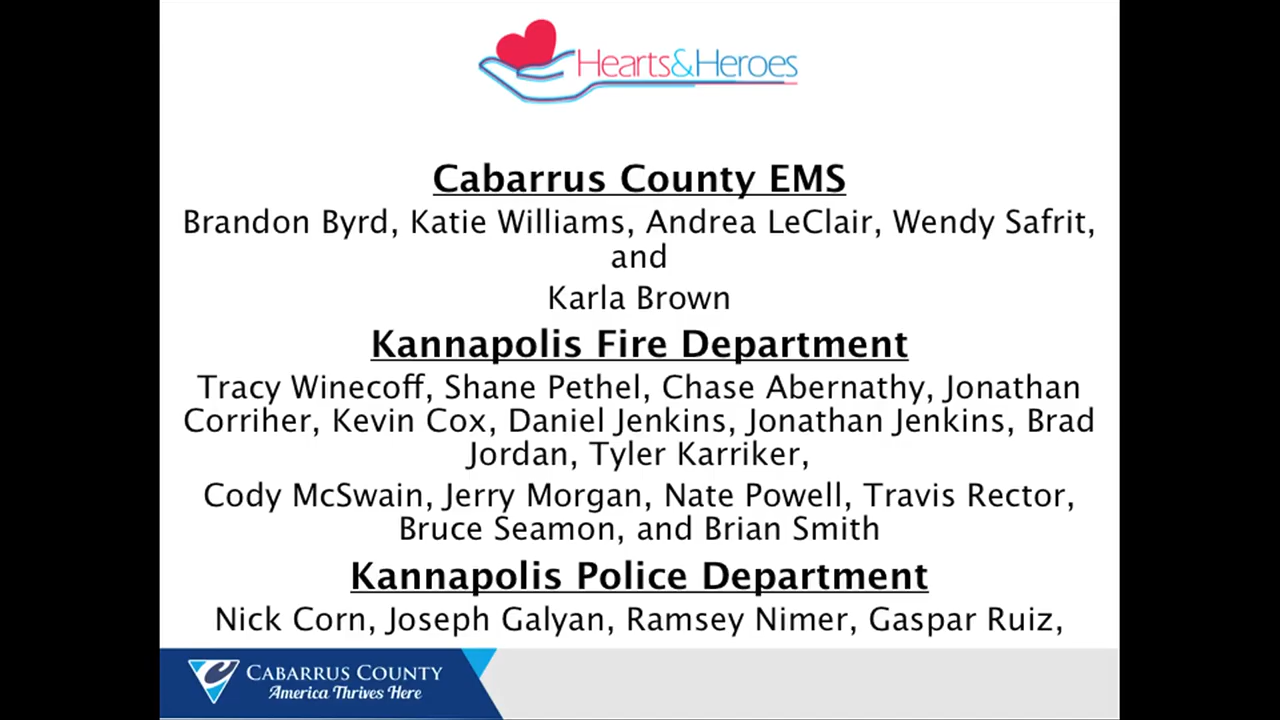 Hearts&Heroes
Cabarrus County EMS
Brandon Byrd, Katie Williams, Andrea LeClair, Wendy Safrit,
and
Karla Brown
Kannapolis Fire Department
Tracy Winecoff, Shane Pethel, Chase Abernathy, Jonathan
Corriher, Kevin Cox, Daniel Jenkins, Jonathan Jenkins, Brad
Jordan, Tyler Karriker,
Cody McSwain, Jerry Morgan, Nate Powell, Travis Rector,
Bruce Seamon, and Brian Smith
Kannapolis Police Department
Nick Corn, Joseph Galyan, Ramsey Nimer, Gaspar Ruiz,
CABARRUS COUNTY
America Thrives Here